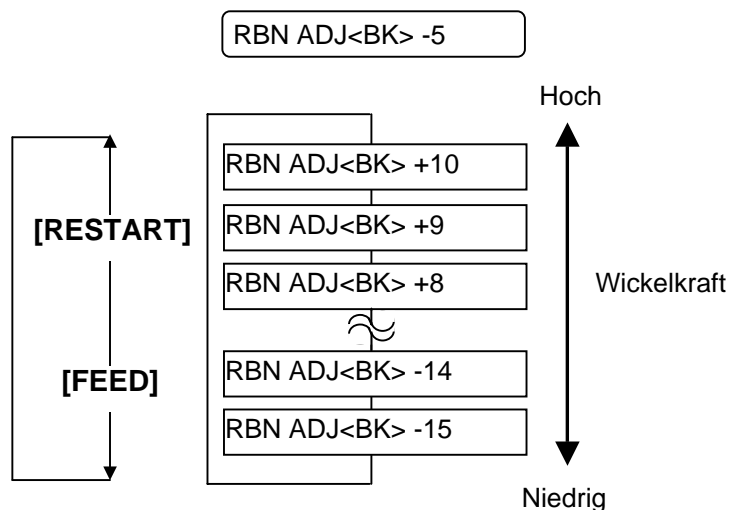 RBN ADJ<BK> -5
Hoch
RBN ADJ<BK> +10
[RESTART]
RBN ADJ<BK> +9
RBN ADJ<BK> +8
Wickelkraft
[FEED]
RBN ADJ<BK> -14
RBN ADJ<BK> -15
Niedrig